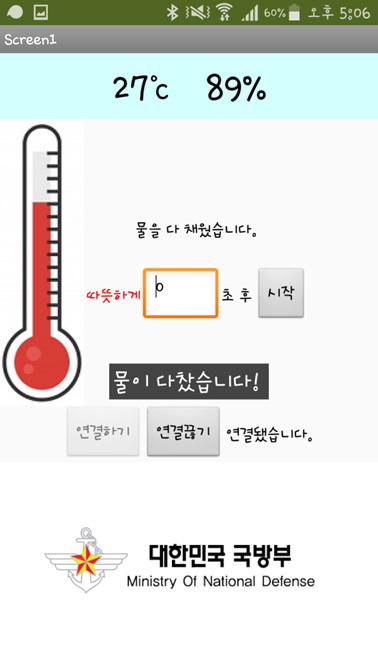 60% 오후 5:06
Screen1
27℃ 89%
물을 다 채웠습니다.
따뜻하게 0 초 후 시작
물이 다찼습니다!
연결하기 연결끊기 연결됐습니다.
대한민국 국방부
Ministry Of National Defense